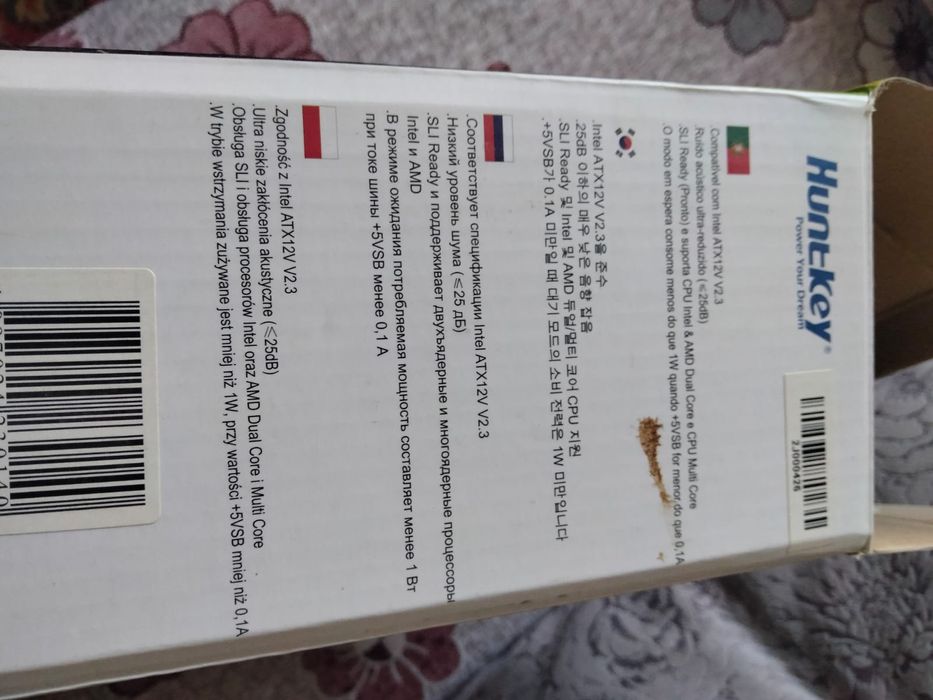 Huntkey®
Power Your Dream
2J000426
.Compatível com Intel ATX12V V2.3
.Ruído acústico ultra-reduzido (≤25dB)
.SLI Ready (Pronto) e suporta CPU Intel & AMD Dual Core e CPU Multi Core
.O modo em espera consome menos do que 1W quando +5VSB for menor do que 0,1A
.Intel ATX12V V2.3을 준수
.25dB 이하의 매우 낮은 음향 잡음
.SLI Ready 및 Intel 및 AMD 듀얼/멀티 코어 CPU 지원
.+5VSB가 0.1A 미만일 때 대기 모드의 소비 전력은 1W 미만입니다
.Соответствует спецификации Intel ATX12V V2.3
.Низкий уровень шума (≤25 дБ)
.SLI Ready и поддерживает двухъядерные и многоядерные процессоры
Intel и AMD
.В режиме ожидания потребляемая мощность составляет менее 1 Вт
при токе шины +5VSB менее 0,1 А
.Zgodność z Intel ATX12V V2.3
.Ultra niskie zakłócenia akustyczne (≤25dB)
.Obsługa SLI i obsługa procesorów Intel oraz AMD Dual Core i Multi Core
.W trybie wstrzymania zużywane jest mniej niż 1W, przy wartości +5VSB mniej niż 0,1A